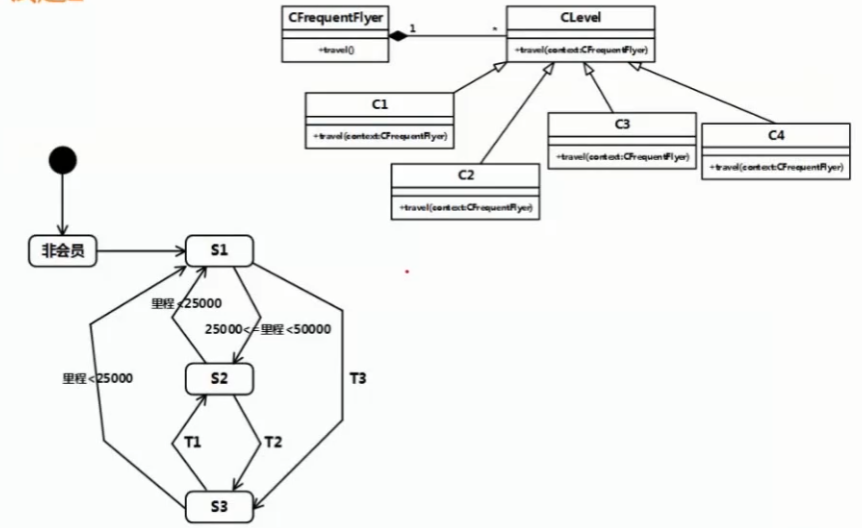 CFrequentFlyer
+travel()
1
*
CLevel
+travel(context:CFrequentFlyer)
C1
+travel(context:CFrequentFlyer)
C2
+travel(context:CFrequentFlyer)
C3
+travel(context:CFrequentFlyer)
C4
+travel(context:CFrequentFlyer)
非会员
S1
里程<25000
25000<=里程<50000
里程<25000
S2
T3
T1
T2
S3